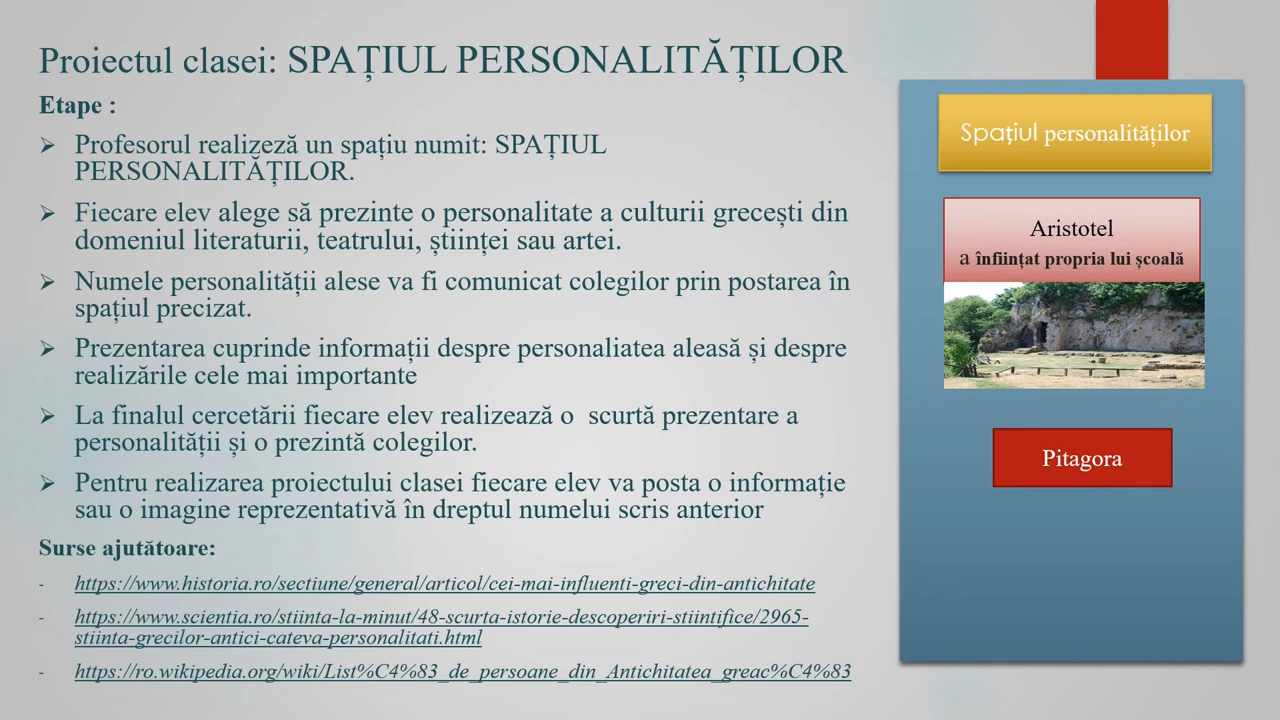 Proiectul clasei: SPAȚIUL PERSONALITĂȚILOR
Etape :
Profesorul realizeză un spațiu numit: SPAȚIUL
PERSONALITĂȚILOR.
Fiecare elev alege să prezinte o personalitate a culturii grecești din
domeniul literaturii, teatrului, științei sau artei.
Numele personalității alese va fi comunicat colegilor prin postarea în
spațiul precizat.
Prezentarea cuprinde informații despre personaliatea aleasă și despre
realizările cele mai importante
La finalul cercetării fiecare elev realizează o scurtă prezentare a
personalității și o prezintă colegilor.
Pentru realizarea proiectului clasei fiecare elev va posta o informație
sau o imagine reprezentativă în dreptul numelui scris anterior
Surse ajutătoare:
- https://www.historia.ro/sectiune/general/articol/cei-mai-influenti-greci-din-antichitate
- https://www.scientia.ro/stiinta-la-minut/48-scurta-istorie-descoperiri-stiintifice/2965-
stiinta-grecilor-antici-cateva-personalitati.html
- https://ro.wikipedia.org/wiki/List%C4%83_de_persoane_din_Antichitatea_greac%C4%83
Spațiul personalităților
Aristotel
a înființat propria lui școală
Pitagora